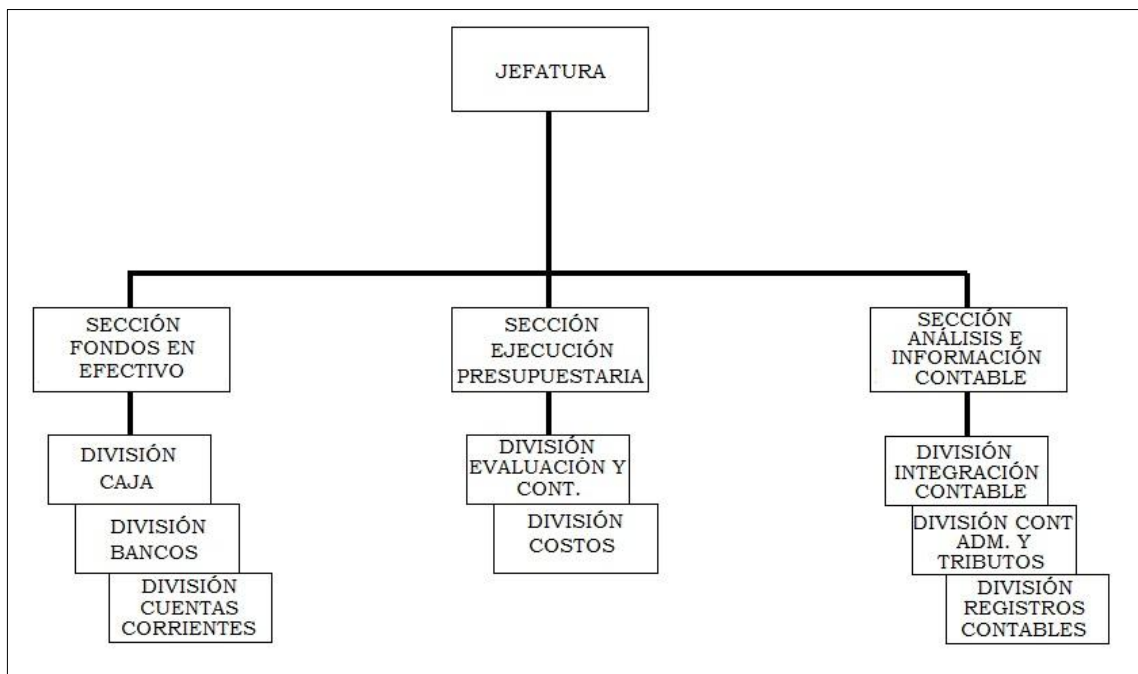 JEFATURA
SECCIÓN
FONDOS EN
EFECTIVO
SECCIÓN
EJECUCIÓN
PRESUPUESTARIA
SECCIÓN
ANÁLISIS E
INFORMACIÓN
CONTABLE
DIVISIÓN
CAJA
DIVISIÓN
BANCOS
DIVISIÓN
CUENTAS
CORRIENTES
DIVISIÓN
EVALUACIÒN Y
CONT.
DIVISIÓN
COSTOS
DIVISIÓN
INTEGRACIÓN
CONTABLE
DIVISIÓN CONT
ADM. Y
TRIBUTOS
DIVISIÓN
REGISTROS
CONTABLES